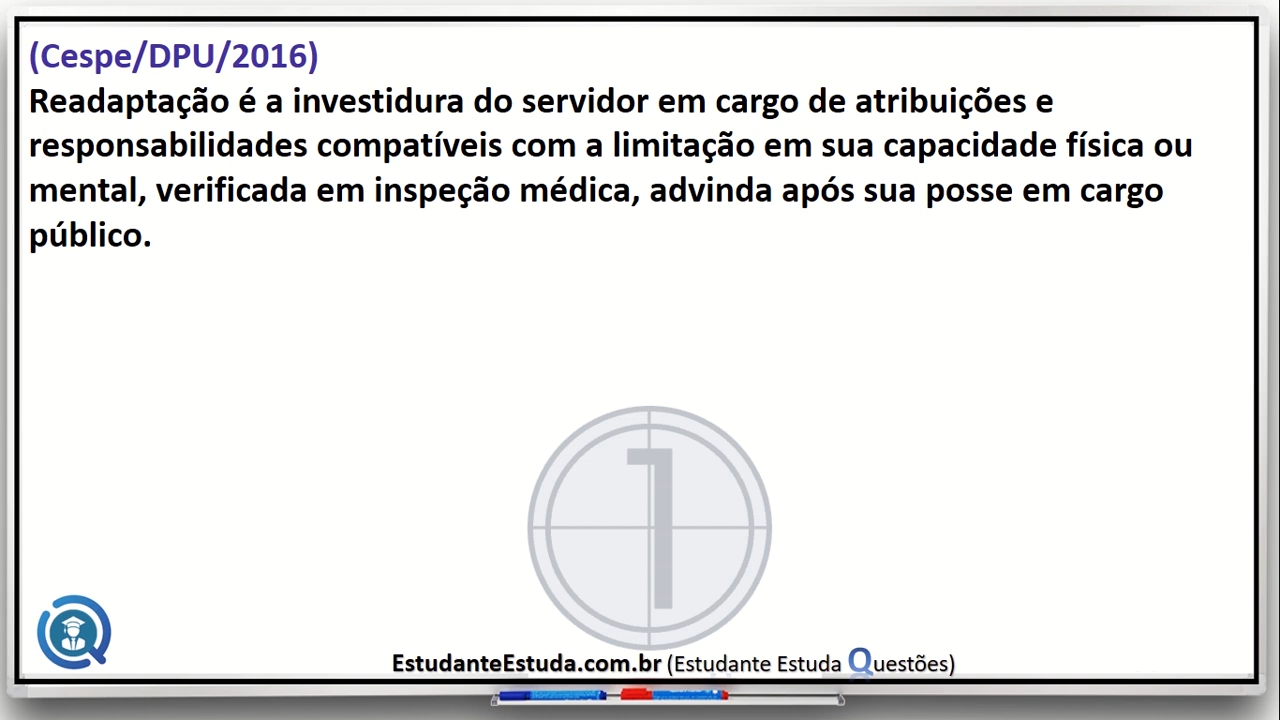 (Cespe/DPU/2016)
Readaptação é a investidura do servidor em cargo de atribuições e
responsabilidades compatíveis com a limitação em sua capacidade física ou
mental, verificada em inspeção médica, advinda após sua posse em cargo
público.
1
EstudanteEstuda.com.br (Estudante Estuda Questões)